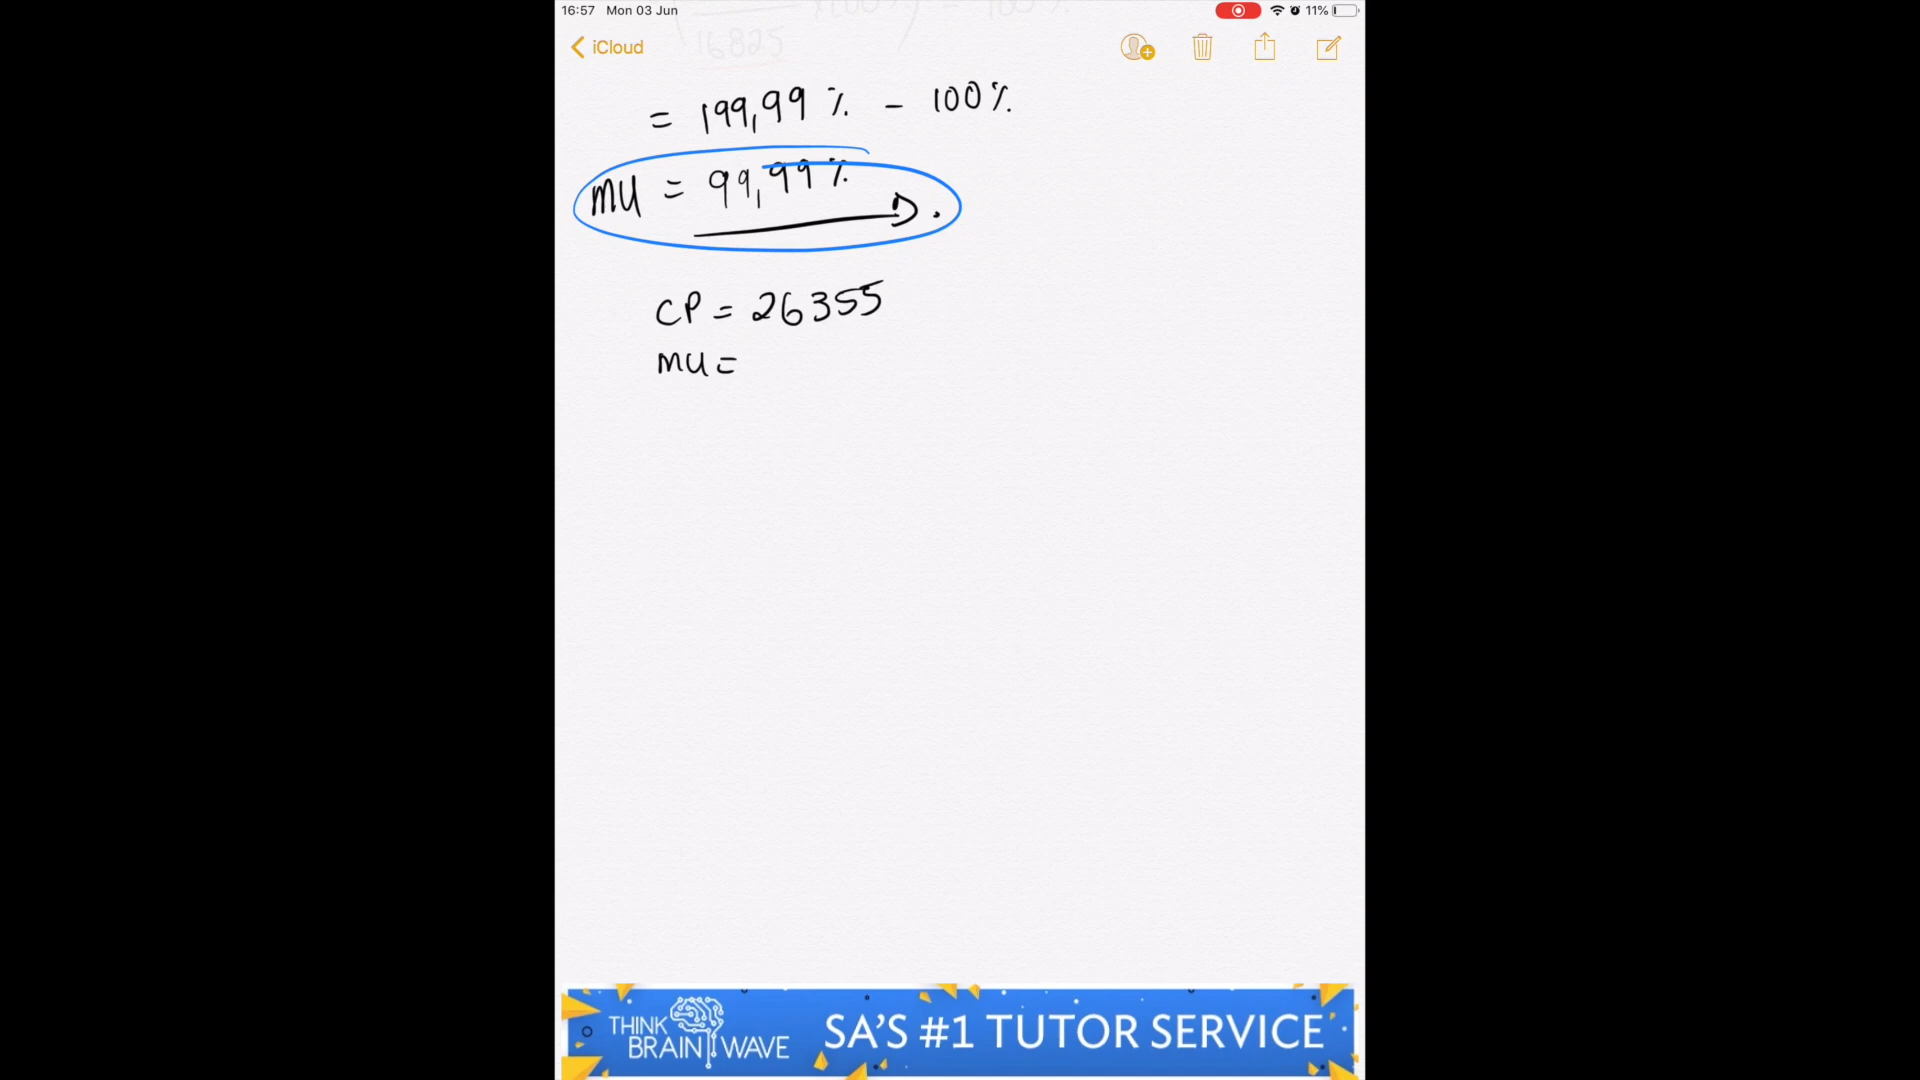 16:57 Mon 03 Jun 11%
16825
iCloud
= 199,99 % - 100%
MU = 99,99%
CP = 26355
MU =
THINK BRAIN WAVE
SA'S #1 TUTOR SERVICE